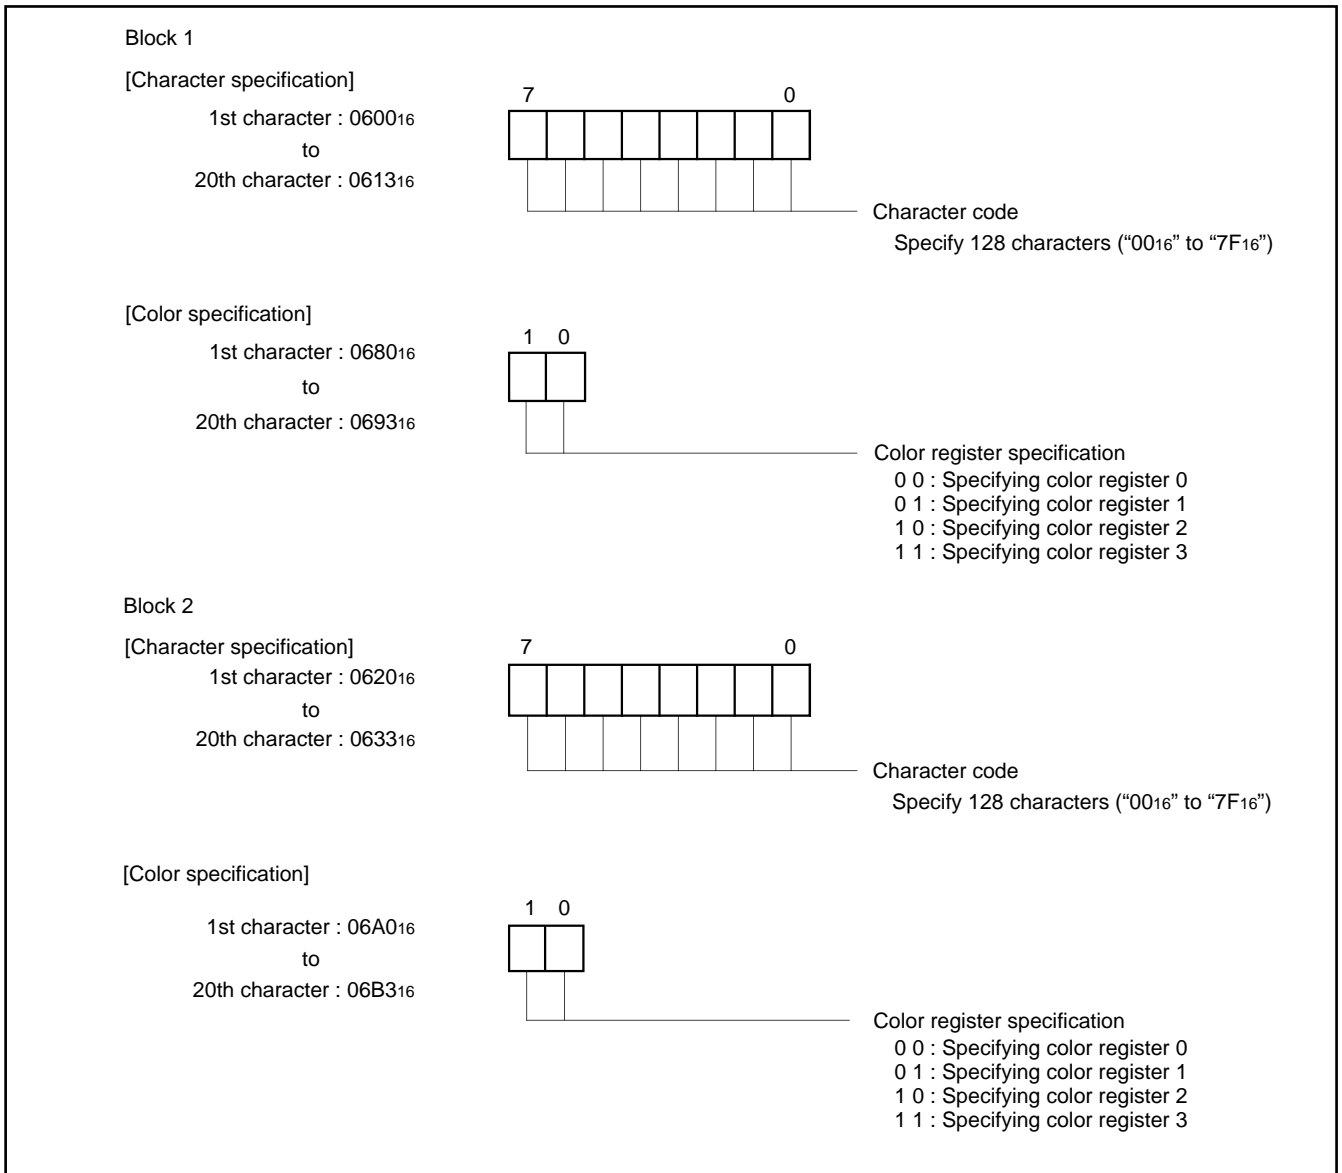 Block 1
[Character specification]
7 0
1st character : 060016
to
20th character : 061316
Character code
Specify 128 characters (“0016” to “7F16”)
[Color specification]
1 0
1st character : 068016
to
20th character : 069316
Color register specification
0 0 : Specifying color register 0
0 1 : Specifying color register 1
1 0 : Specifying color register 2
1 1 : Specifying color register 3
Block 2
[Character specification]
7 0
1st character : 062016
to
20th character : 063316
Character code
Specify 128 characters (“0016” to “7F16”)
[Color specification]
1 0
1st character : 06A016
to
20th character : 06B316
Color register specification
0 0 : Specifying color register 0
0 1 : Specifying color register 1
1 0 : Specifying color register 2
1 1 : Specifying color register 3